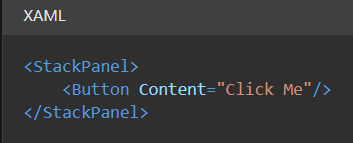 XAML
<StackPanel>
    <Button Content="Click Me"/>
</StackPanel>